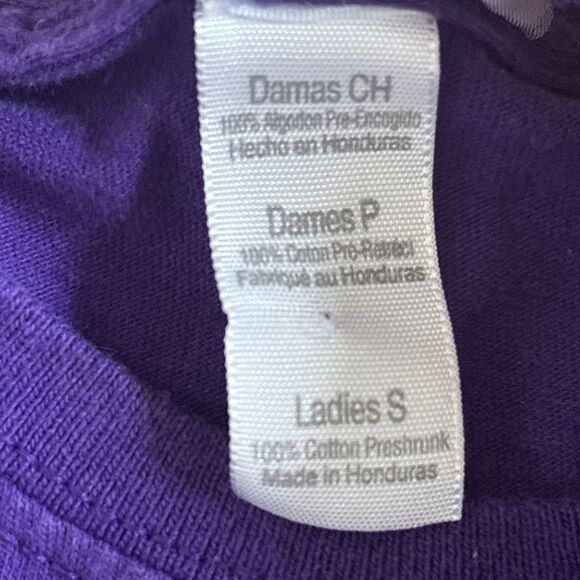 Damas CH
100% Algodon Pre-Encogido
Hecho en Honduras
Dames P
100% Coton Pré-Rétréci
Fabriqué au Honduras
Ladies S
100% Cotton Preshrunk
Made in Honduras